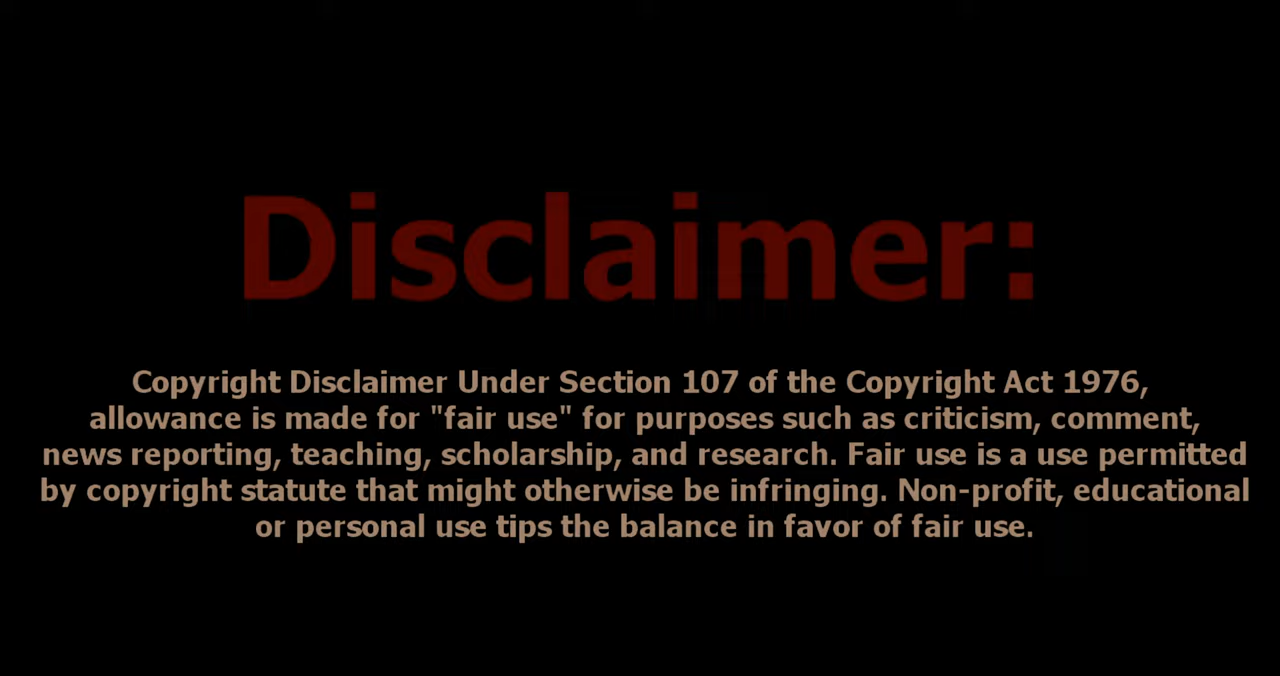 Disclaimer:
Copyright Disclaimer Under Section 107 of the Copyright Act 1976,
allowance is made for "fair use" for purposes such as criticism, comment,
news reporting, teaching, scholarship, and research. Fair use is a use permitted
by copyright statute that might otherwise be infringing. Non-profit, educational
or personal use tips the balance in favor of fair use.